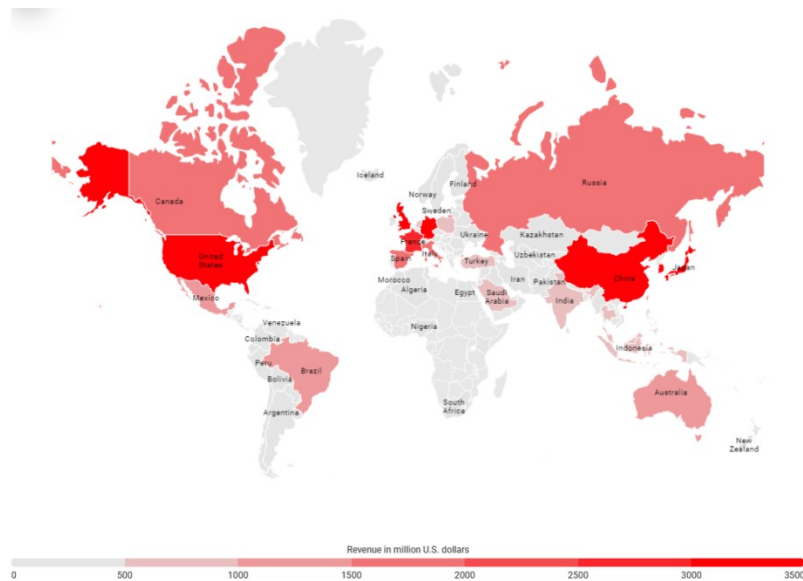 Iceland
Norway
Finland
Sweden
Russia
Canada
United
States
Mexico
France
Spain
Italy
Ukraine
Turkey
Kazakhstan
Uzbekistan
China
Japan
Morocco
Algeria
Egypt
Saudi
Arabia
Iran
Pakistan
India
Nigeria
Venezuela
Colombia
Peru
Brazil
Bolivia
Argentina
South
Africa
Indonesia
Australia
New
Zealand
Revenue in million U.S. dollars
0 500 1000 1500 2000 2500 3000 3500